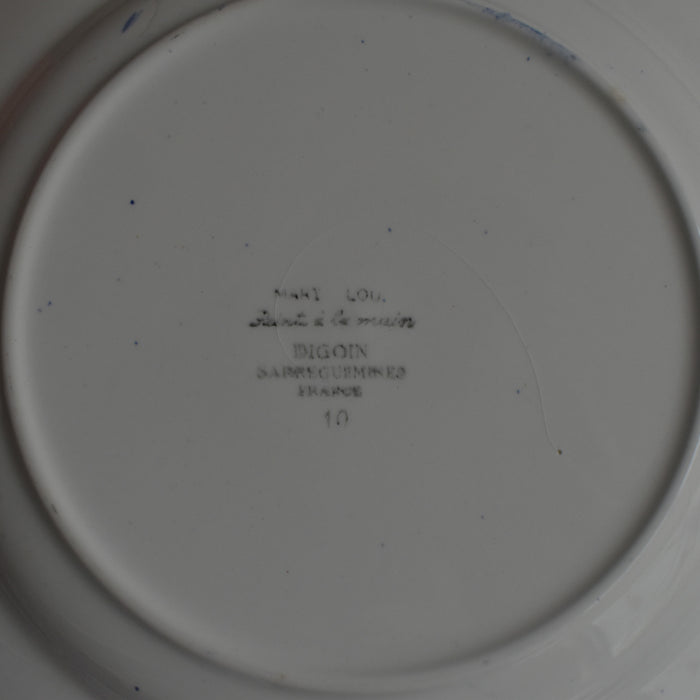 MARY LOU.
Peint à la main
DIGOIN
SARREGUEMINES
FRANCE
10